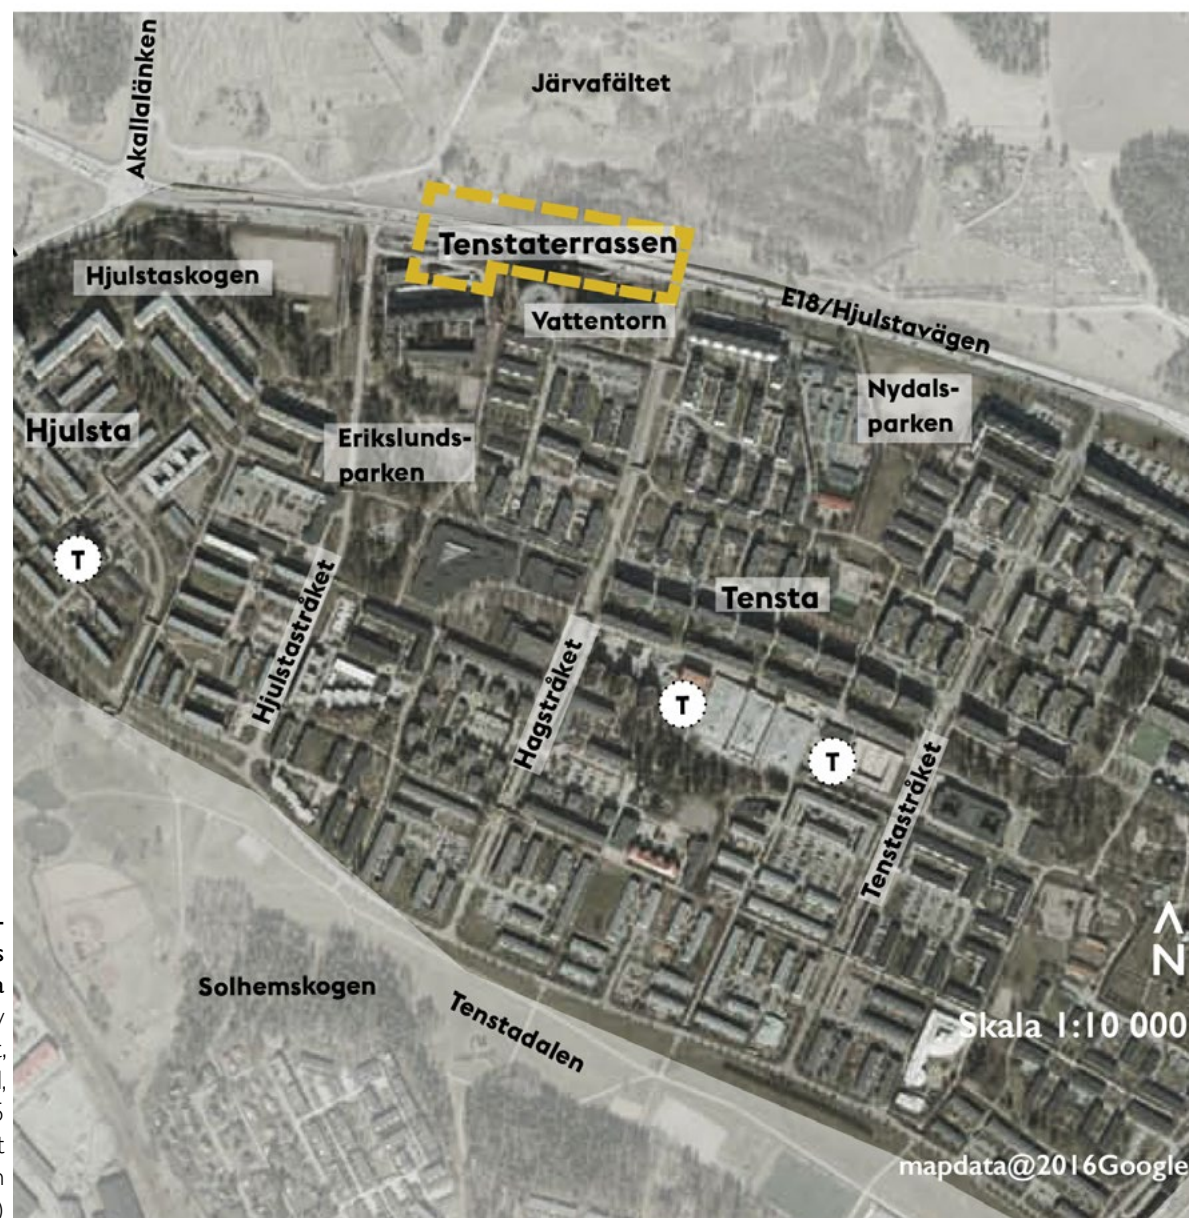 Akallalänken
Järvafältet
Tenstaterrassen
Hjulstaskogen
Vattentorn
E18/Hjulstavägen
Nydals-
parken
Hjulsta
Erikslunds-
parken
T
Tensta
Hjulstastråket
Hagstråket
T
T
Tenstastråket
N
Solhemskogen
Tenstadalen
Skala 1:10 000
mapdata@2016Google